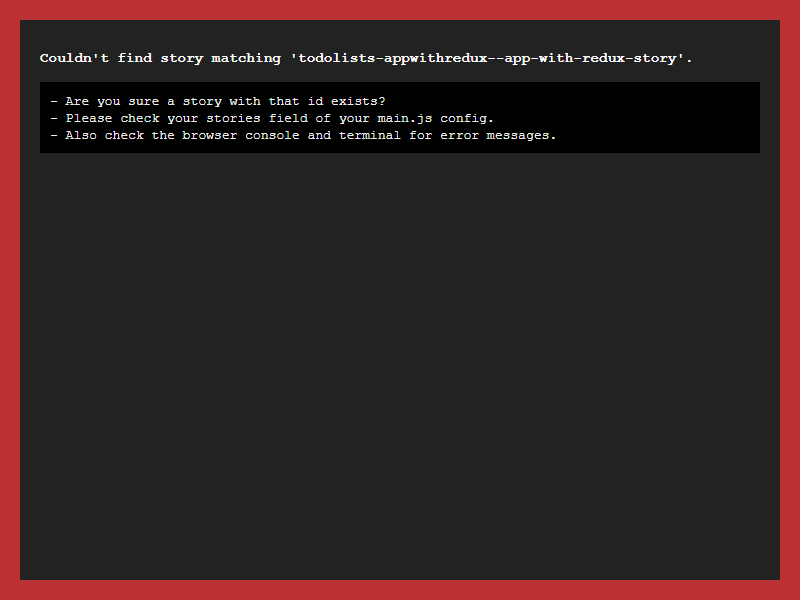 Couldn't find story matching 'todolists-appwithredux--app-with-redux-story'.
- Are you sure a story with that id exists?
- Please check your stories field of your main.js config.
- Also check the browser console and terminal for error messages.